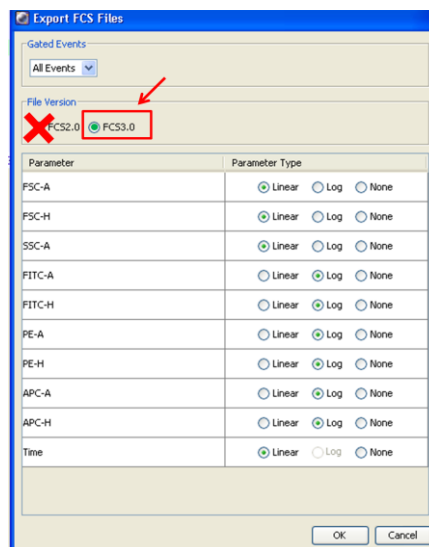 Export FCS Files
Gated Events
All Events
File Version
FCS2.0 FCS3.0
Parameter Parameter Type
FSC-A Linear Log None
FSC-H Linear Log None
SSC-A Linear Log None
FITC-A Linear Log None
FITC-H Linear Log None
PE-A Linear Log None
PE-H Linear Log None
APC-A Linear Log None
APC-H Linear Log None
Time Linear Log None
OK Cancel